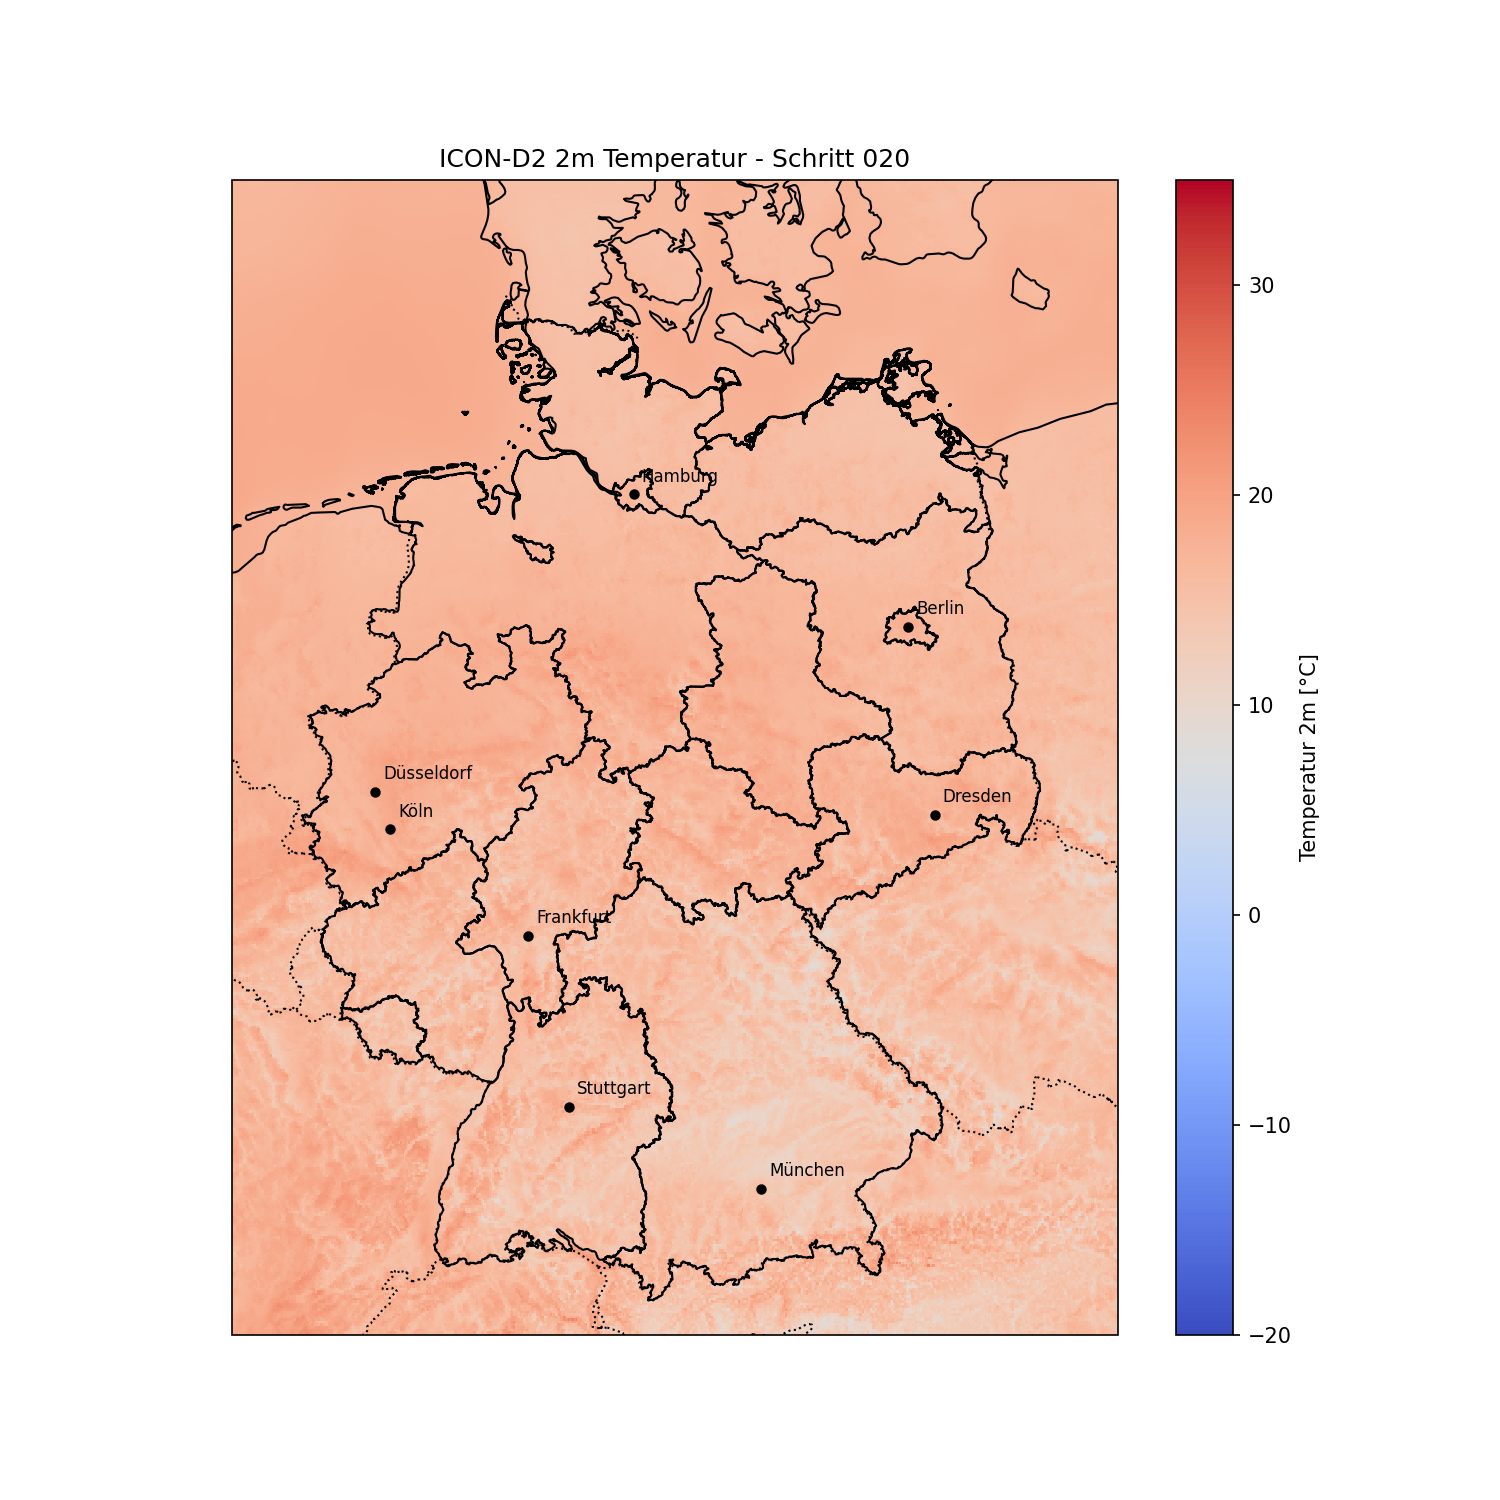 ICON-D2 2m Temperatur - Schritt 020
Hamburg
Berlin
Düsseldorf
Köln
Dresden
Frankfurt
Stuttgart
München
30
20
10
0
−10
−20
Temperatur 2m [°C]